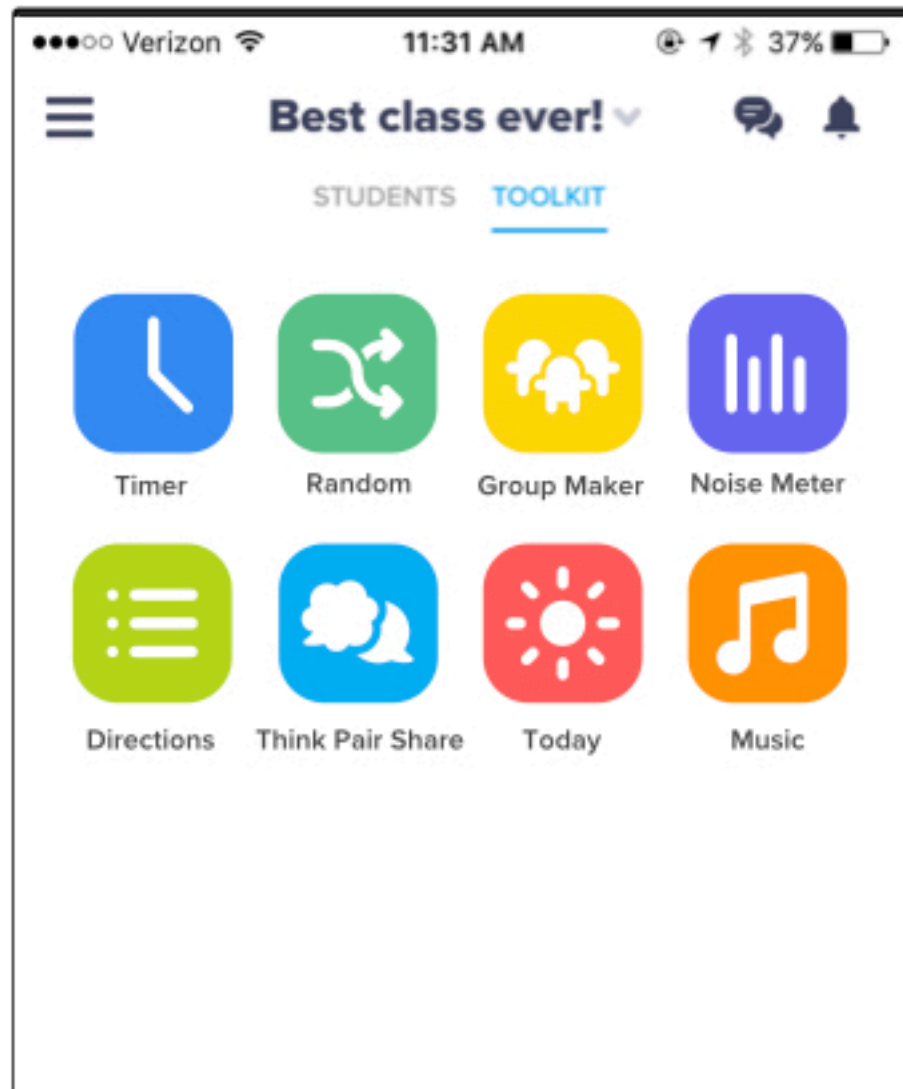 Verizon 11:31 AM 37%
Best class ever!
STUDENTS TOOLKIT
Timer Random Group Maker Noise Meter
Directions Think Pair Share Today Music